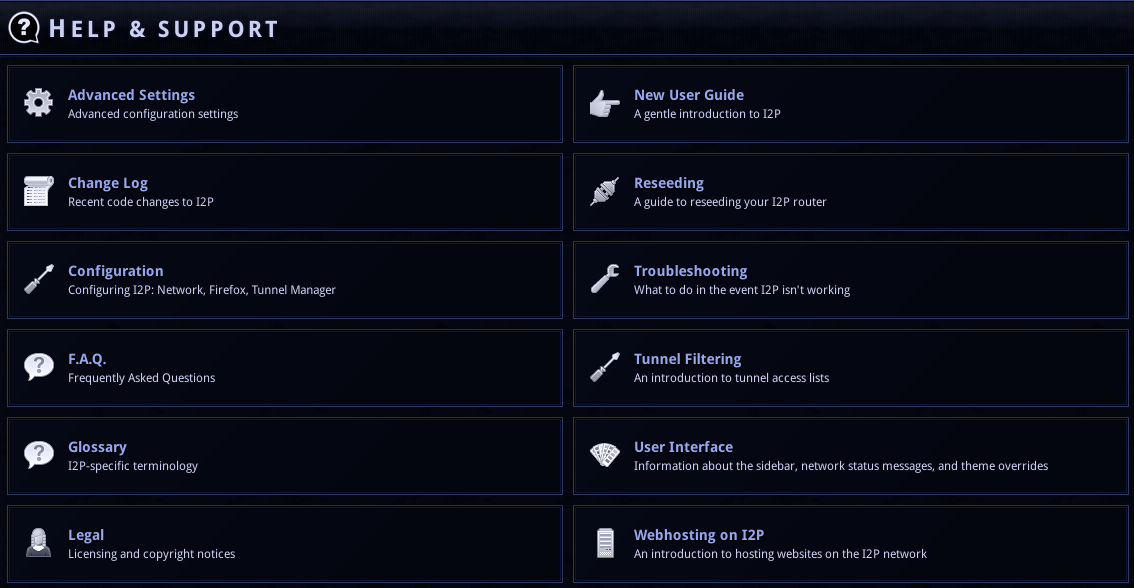 HELP & SUPPORT
Advanced Settings
Advanced configuration settings
New User Guide
A gentle introduction to I2P
Change Log
Recent code changes to I2P
Reseeding
A guide to reseeding your I2P router
Configuration
Configuring I2P: Network, Firefox, Tunnel Manager
Troubleshooting
What to do in the event I2P isn't working
F.A.Q.
Frequently Asked Questions
Tunnel Filtering
An introduction to tunnel access lists
Glossary
I2P-specific terminology
User Interface
Information about the sidebar, network status messages, and theme overrides
Legal
Licensing and copyright notices
Webhosting on I2P
An introduction to hosting websites on the I2P network